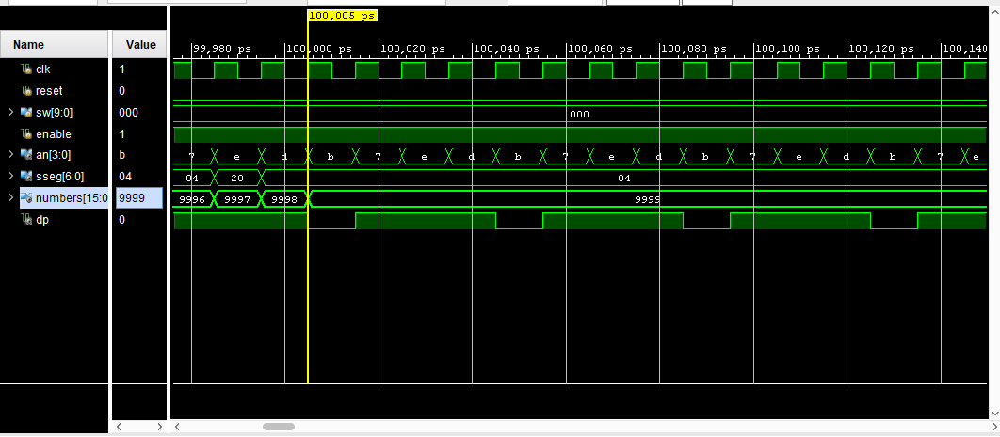 100,005 ps
Name Value 99,980 ps 100,000 ps 100,020 ps 100,040 ps 100,060 ps 100,080 ps 100,120 ps 100,140
clk 1
reset 0
sw[9:0] 000 000
enable 1
an[3:0] b 7 e d b 7 e d b 7 e d b 7 e d b 7 e
sseg[6:0] 04 04 20 04
numbers[15:0 9999 9996 9997 9998 9999
dp 0